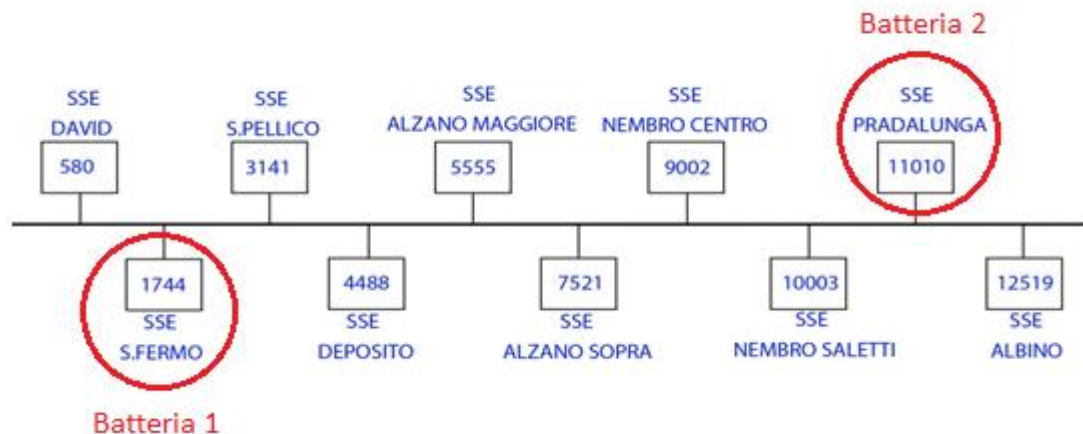 Batteria 2
SSE
DAVID
580
SSE
S.PELLICO
3141
SSE
ALZANO MAGGIORE
5555
SSE
NEMBRO CENTRO
9002
SSE
PRADALUNGA
11010
1744
SSE
S.FERMO
4488
SSE
DEPOSITO
7521
SSE
ALZANO SOPRA
10003
SSE
NEMBRO SALETTI
12519
SSE
ALBINO
Batteria 1